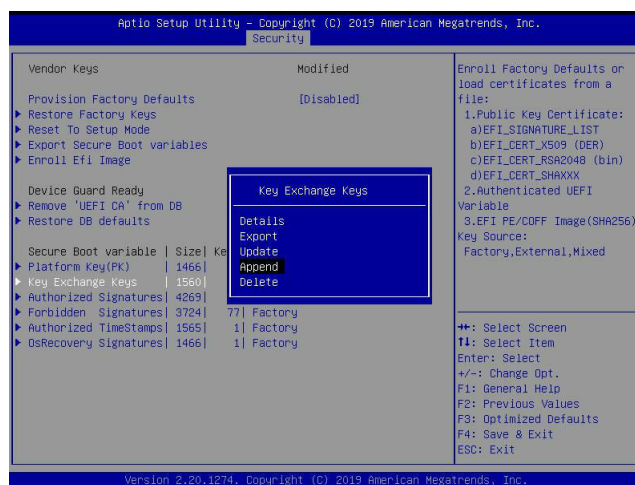 Aptio Setup Utility – Copyright (C) 2019 American Megatrends, Inc.
Security
Vendor Keys Modified
Provision Factory Defaults [Disabled]
Restore Factory Keys
Reset To Setup Mode
Export Secure Boot variables
Enroll Efi Image
Device Guard Ready
Remove 'UEFI CA' from DB
Restore DB defaults
Secure Boot variable | Size| Ke
Platform Key(PK) | 1466|
Key Exchange Keys | 1560|
Authorized Signatures| 4269|
Forbidden Signatures| 3724| 77| Factory
Authorized TimeStamps| 1565| 1| Factory
OsRecovery Signatures| 1466| 1| Factory
Key Exchange Keys
Details
Export
Update
Append
Delete
Enroll Factory Defaults or
load certificates from a
file:
1.Public Key Certificate:
a)EFI_SIGNATURE_LIST
b)EFI_CERT_X509 (DER)
c)EFI_CERT_RSA2048 (bin)
d)EFI_CERT_SHAXXX
2.Authenticated UEFI
Variable
3.EFI PE/COFF Image(SHA256)
Key Source:
Factory,External,Mixed
→←: Select Screen
↑↓: Select Item
Enter: Select
+/-: Change Opt.
F1: General Help
F2: Previous Values
F3: Optimized Defaults
F4: Save & Exit
ESC: Exit
Version 2.20.1274. Copyright (C) 2019 American Megatrends, Inc.